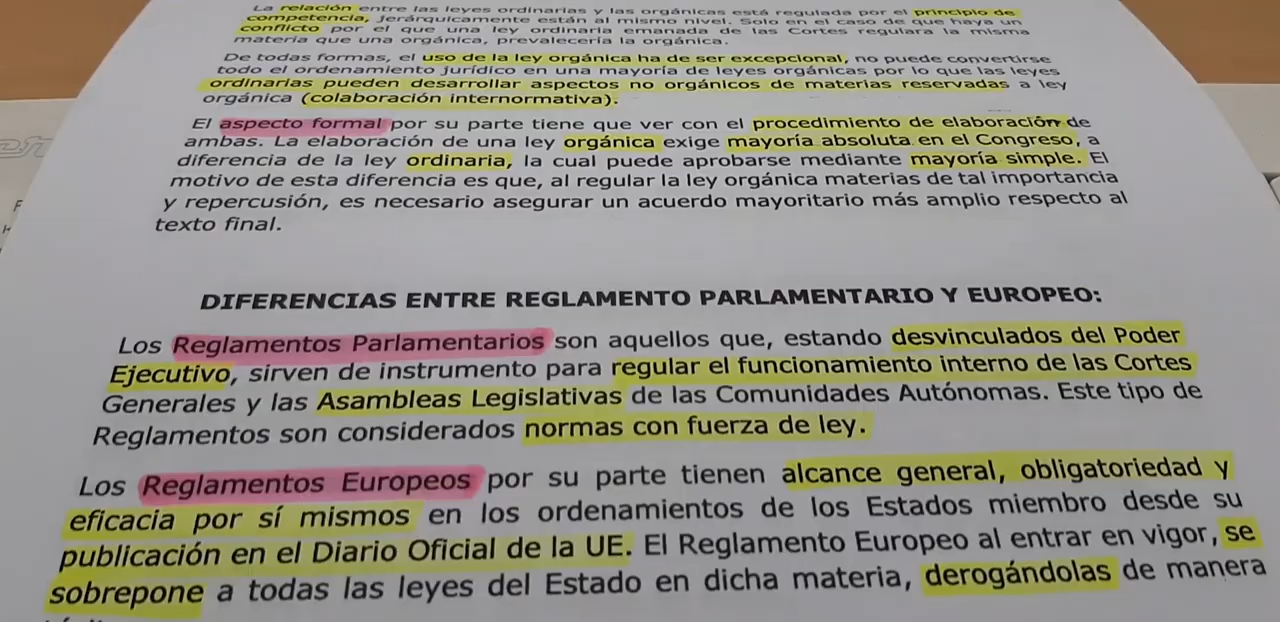 La relación entre las leyes ordinarias y las orgánicas está regulada por el principio de
competencia, jerárquicamente están al mismo nivel. Solo en el caso de que haya un
conflicto por el que una ley ordinaria emanada de las Cortes regulara la misma
materia que una orgánica, prevalecería la orgánica.
De todas formas, el uso de la ley orgánica ha de ser excepcional, no puede convertirse
todo el ordenamiento jurídico en una mayoría de leyes orgánicas por lo que las leyes
ordinarias pueden desarrollar aspectos no orgánicos de materias reservadas a ley
orgánica (colaboración internormativa).
El aspecto formal por su parte tiene que ver con el procedimiento de elaboración de
ambas. La elaboración de una ley orgánica exige mayoría absoluta en el Congreso, a
diferencia de la ley ordinaria, la cual puede aprobarse mediante mayoría simple. El
motivo de esta diferencia es que, al regular la ley orgánica materias de tal importancia
y repercusión, es necesario asegurar un acuerdo mayoritario más amplio respecto al
texto final.
DIFERENCIAS ENTRE REGLAMENTO PARLAMENTARIO Y EUROPEO:
Los Reglamentos Parlamentarios son aquellos que, estando desvinculados del Poder
Ejecutivo, sirven de instrumento para regular el funcionamiento interno de las Cortes
Generales y las Asambleas Legislativas de las Comunidades Autónomas. Este tipo de
Reglamentos son considerados normas con fuerza de ley.
Los Reglamentos Europeos por su parte tienen alcance general, obligatoriedad y
eficacia por sí mismos en los ordenamientos de los Estados miembro desde su
publicación en el Diario Oficial de la UE. El Reglamento Europeo al entrar en vigor, se
sobrepone a todas las leyes del Estado en dicha materia, derogándolas de manera